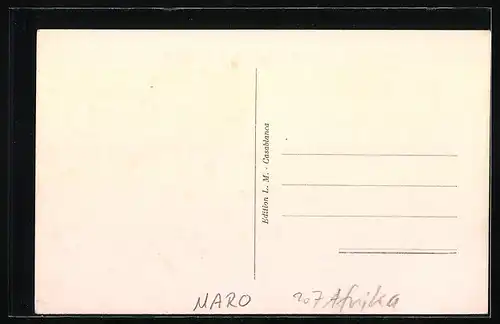 Edition L. M. - Casablanca
MARO
207 Afrika